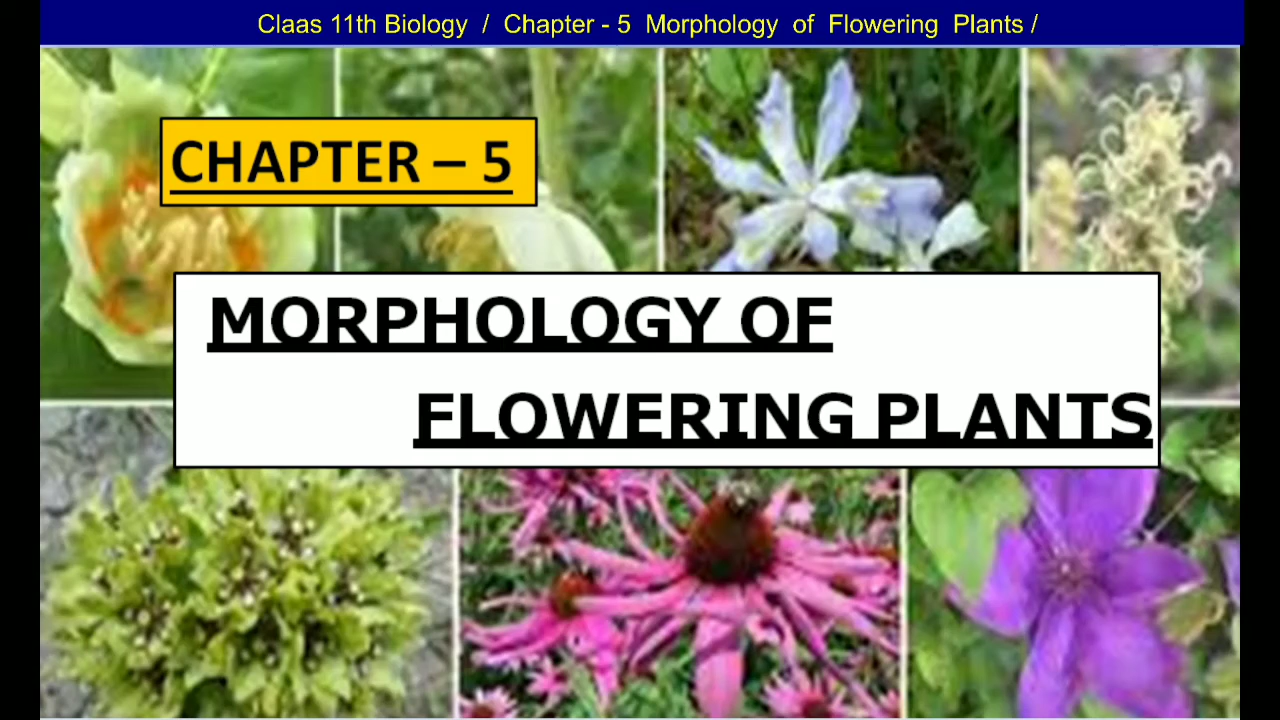 Claas 11th Biology / Chapter - 5 Morphology of Flowering Plants /
CHAPTER – 5
MORPHOLOGY OF
FLOWERING PLANTS